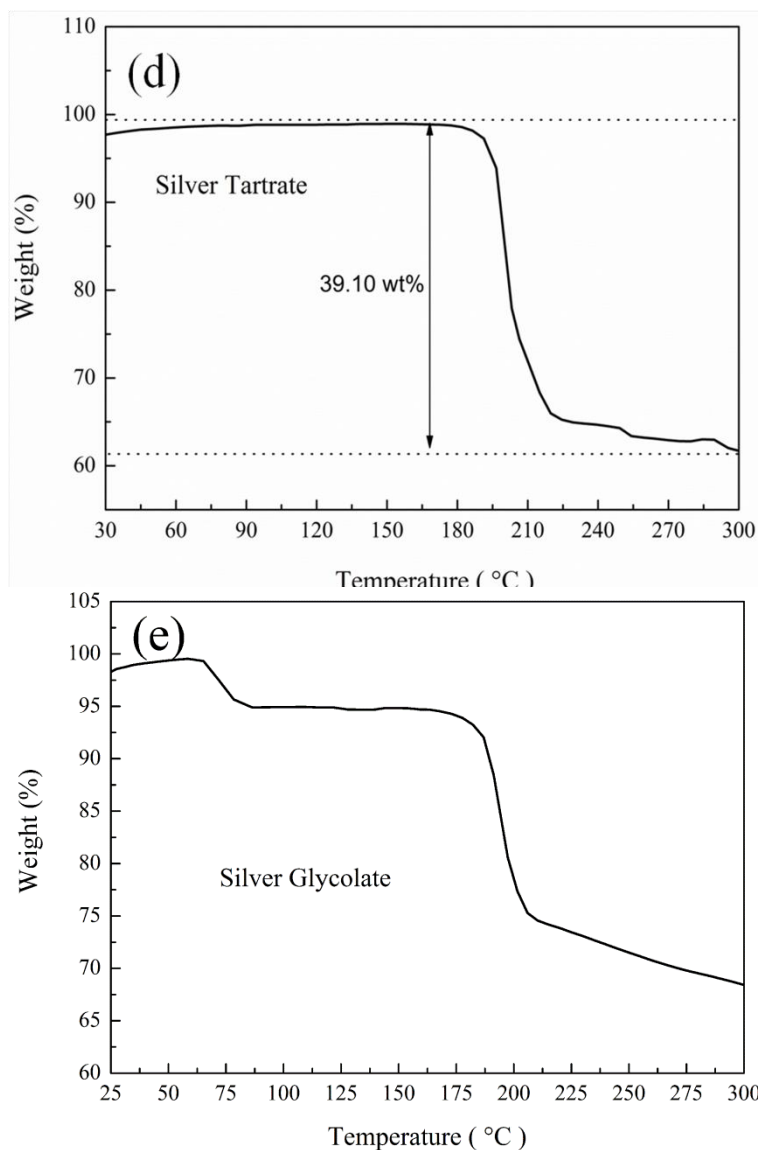 110
(d)
100
90
Silver Tartrate
80
39.10 wt%
70
60
Weight (%)
30 60 90 120 150 180 210 240 270 300
Temperature ( °C )
105
(e)
100
95
90
85
80
Silver Glycolate
75
70
65
60
Weight (%)
25 50 75 100 125 150 175 200 225 250 275 300
Temperature ( °C )